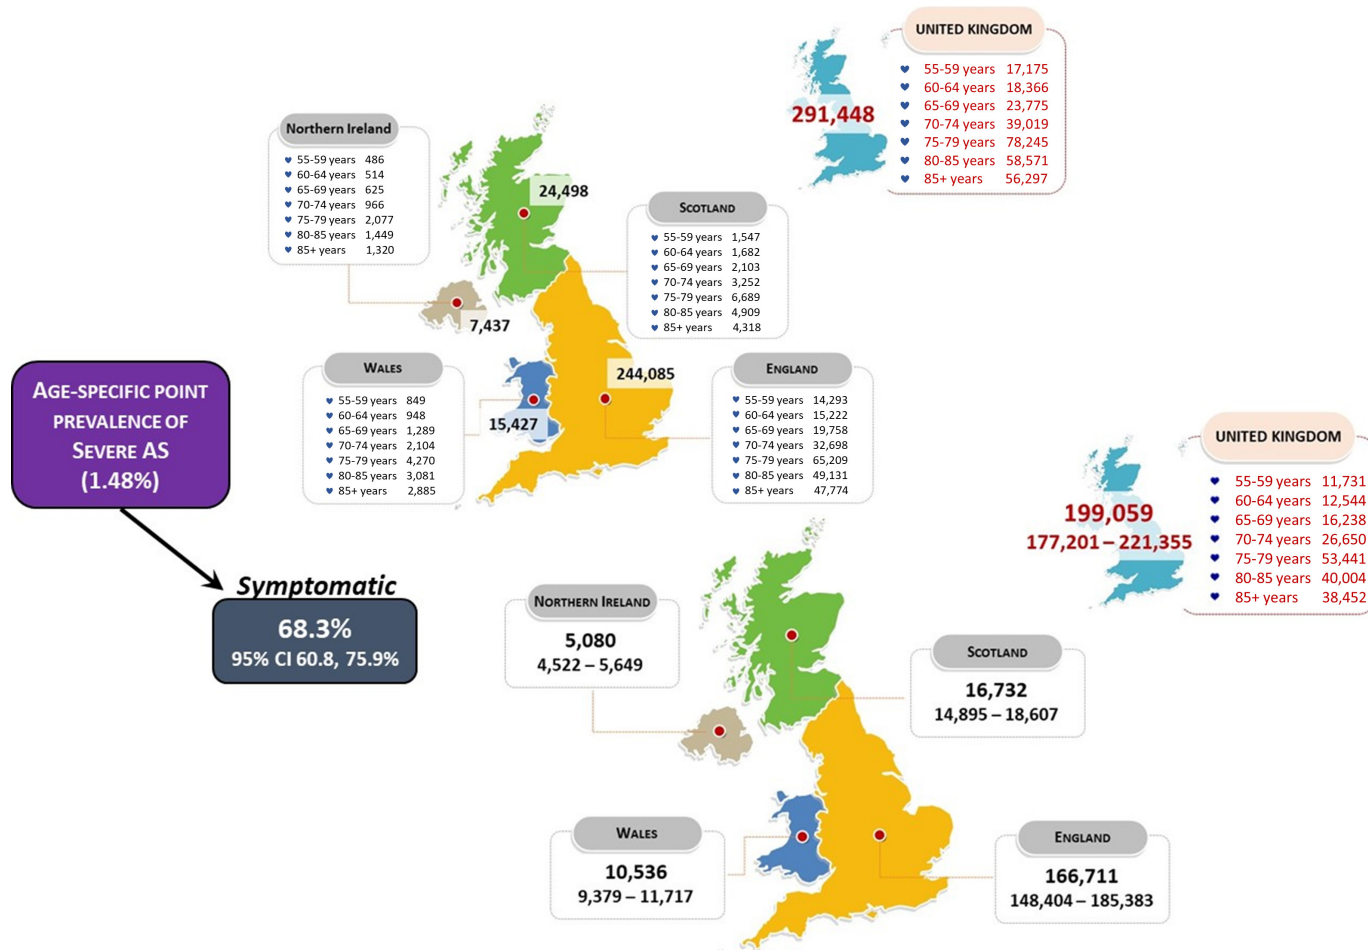 UNITED KINGDOM
55-59 years 17,175
60-64 years 18,366
65-69 years 23,775
70-74 years 39,019
75-79 years 78,245
80-85 years 58,571
85+ years 56,297
291,448
Northern Ireland
55-59 years 486
60-64 years 514
65-69 years 625
70-74 years 966
75-79 years 2,077
80-85 years 1,449
85+ years 1,320
24,498
SCOTLAND
55-59 years 1,547
60-64 years 1,682
65-69 years 2,103
70-74 years 3,252
75-79 years 6,689
80-85 years 4,909
85+ years 4,318
7,437
WALES
55-59 years 849
60-64 years 948
65-69 years 1,289
70-74 years 2,104
75-79 years 4,270
80-85 years 3,081
85+ years 2,885
15,427
244,085
ENGLAND
55-59 years 14,293
60-64 years 15,222
65-69 years 19,758
70-74 years 32,698
75-79 years 65,209
80-85 years 49,131
85+ years 47,774
AGE-SPECIFIC POINT
PREVALENCE OF
SEVERE AS
(1.48%)
Symptomatic
68.3%
95% CI 60.8, 75.9%
UNITED KINGDOM
55-59 years 11,731
60-64 years 12,544
65-69 years 16,238
70-74 years 26,650
75-79 years 53,441
80-85 years 40,004
85+ years 38,452
199,059
177,201 – 221,355
NORTHERN IRELAND
5,080
4,522 – 5,649
SCOTLAND
16,732
14,895 – 18,607
WALES
10,536
9,379 – 11,717
ENGLAND
166,711
148,404 – 185,383